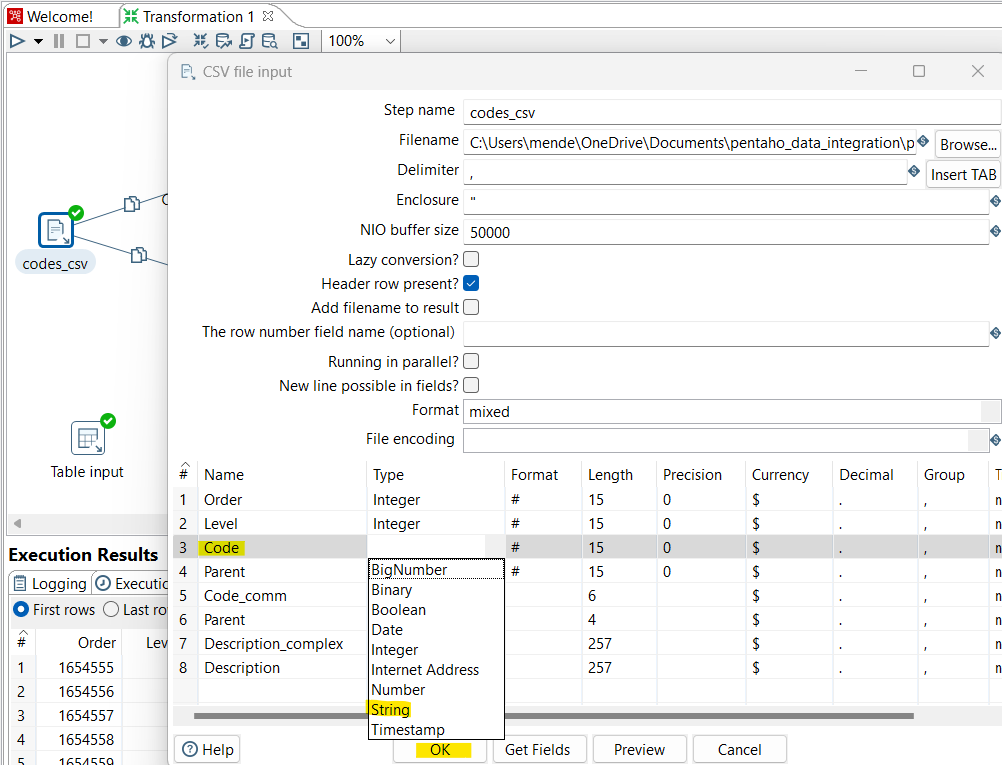 Welcome!
Transformation 1
100%
CSV file input
Step name codes_csv
Filename C:\Users\mende\OneDrive\Documents\pentaho_data_integration\p Browse...
Delimiter , Insert TAB
Enclosure "
NIO buffer size 50000
Lazy conversion?
Header row present?
Add filename to result
The row number field name (optional)
Running in parallel?
New line possible in fields?
Format mixed
File encoding
codes_csv
Table input
# Name Type Format Length Precision Currency Decimal Group T
1 Order Integer # 15 0 $ . , n
2 Level Integer # 15 0 $ . , n
3 Code # 15 0 $ . , n
4 Parent # 15 0 $ . , n
5 Code_comm 6 $ . , n
6 Parent 4 $ . , n
7 Description_complex 257 $ . , n
8 Description 257 $ . , n
BigNumber
Binary
Boolean
Date
Integer
Internet Address
Number
String
Timestamp
Help OK Get Fields Preview Cancel
Execution Results
Logging Executic
First rows Last ro
# Order Lev
1 1654555
2 1654556
3 1654557
4 1654558
5 1654559